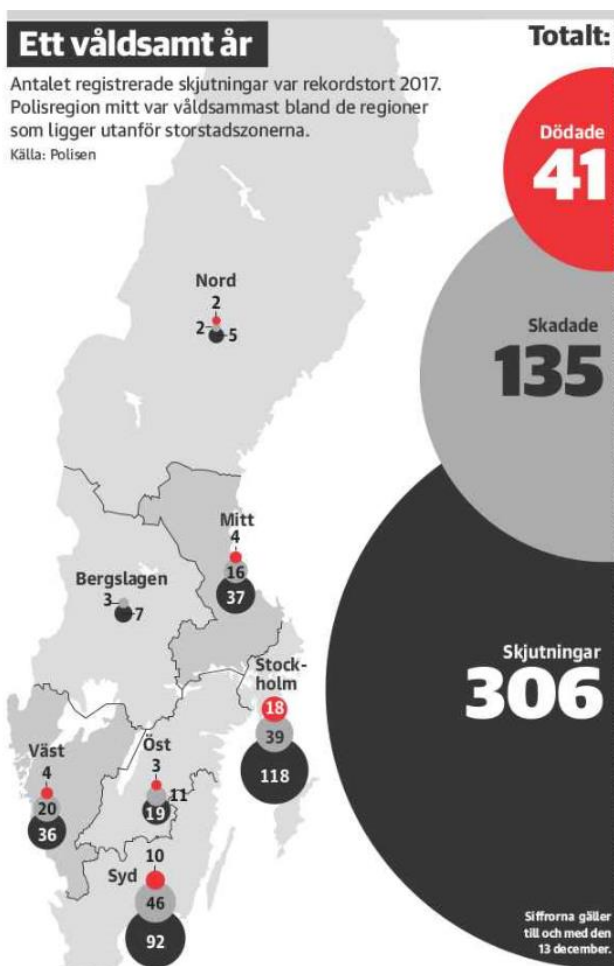 Ett våldsamt år
Antalet registrerade skjutningar var rekordstort 2017.
Polisregion mitt var våldsammast bland de regioner
som ligger utanför storstadszonerna.
Källa: Polisen
Totalt:
Dödade
41
Skadade
135
Skjutningar
306
Siffrorna gäller
till och med den
13 december.
Nord
2
2 5
Mitt
4
16
37
Bergslagen
3 7
Stock-
holm
18
39
118
Väst
4
20
36
Öst
3
11
19
Syd
10
46
92